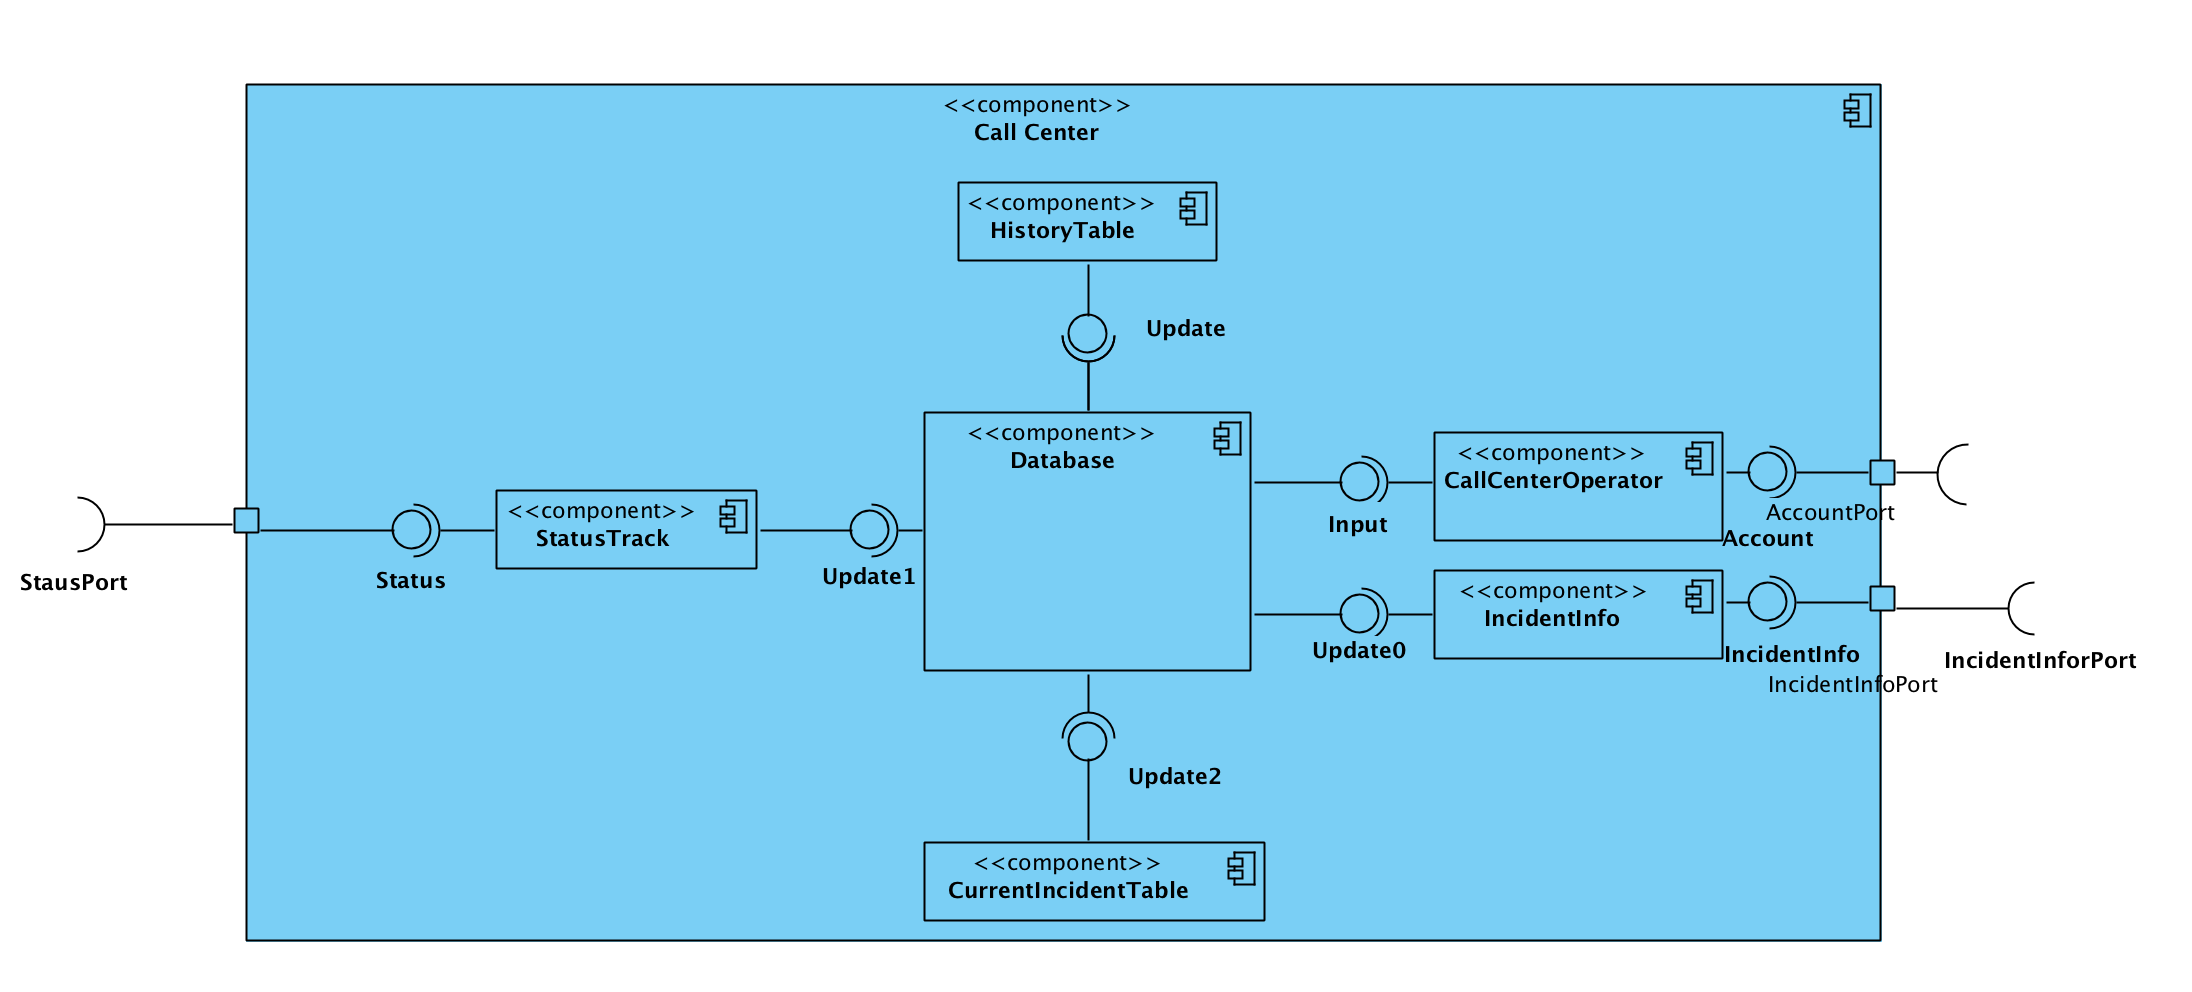 <<component>>
Call Center
<<component>>
HistoryTable
Update
<<component>>
Database
<<component>>
CallCenterOperator
<<component>>
StatusTrack
Input
AccountPort
Account
StausPort
Status
Update1
<<component>>
IncidentInfo
Update0
IncidentInfo
IncidentInforPort
IncidentInfoPort
Update2
<<component>>
CurrentIncidentTable